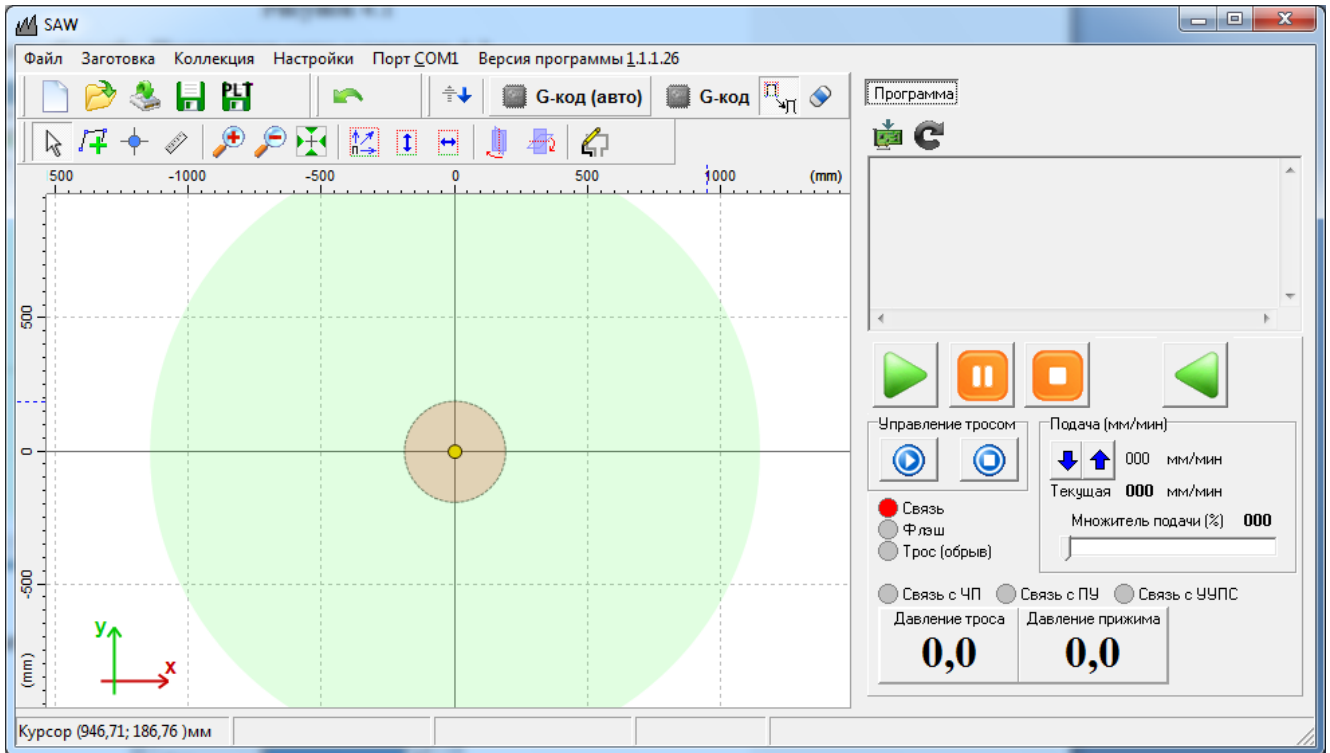 SAW
Файл Заготовка Коллекция Настройки Порт COM1 Версия программы 1.1.1.26
PLT G-код (авто) G-код
Программа
500 -1000 -500 0 500 1000 (mm)
500
0
-500
(mm)
y
x
Управление тросом
Подача (мм/мин)
000 мм/мин
Текущая 000 мм/мин
Множитель подачи (%) 000
Связь
Флэш
Трос (обрыв)
Связь с ЧП Связь с ПУ Связь с УУПС
Давление троса Давление прижима
0,0 0,0
Курсор (946,71; 186,76 )мм